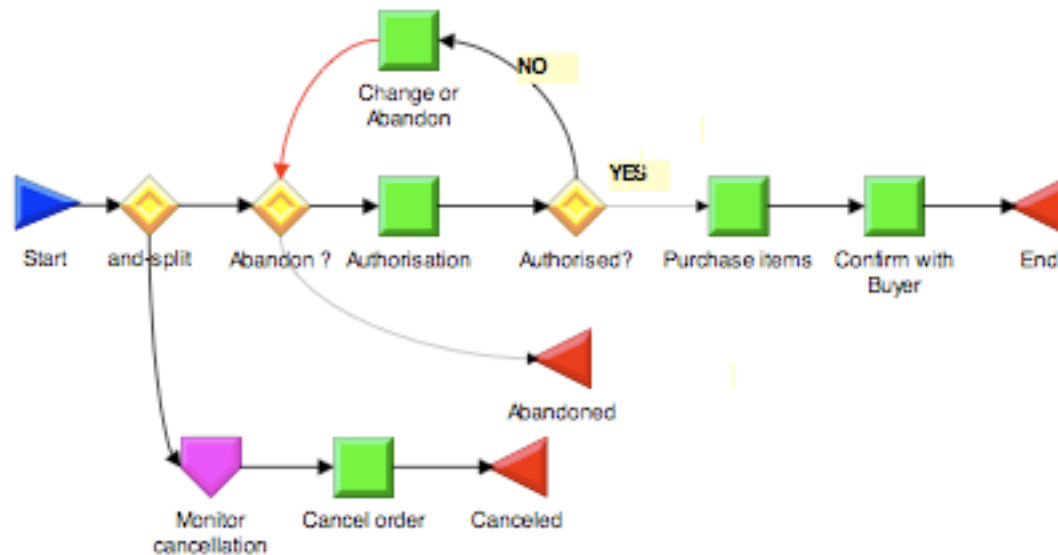 NO
Change or
Abandon
YES
Start
and-split
Abandon ?
Authorisation
Authorised?
Purchase items
Confirm with
Buyer
End
Abandoned
Monitor
cancellation
Cancel order
Canceled